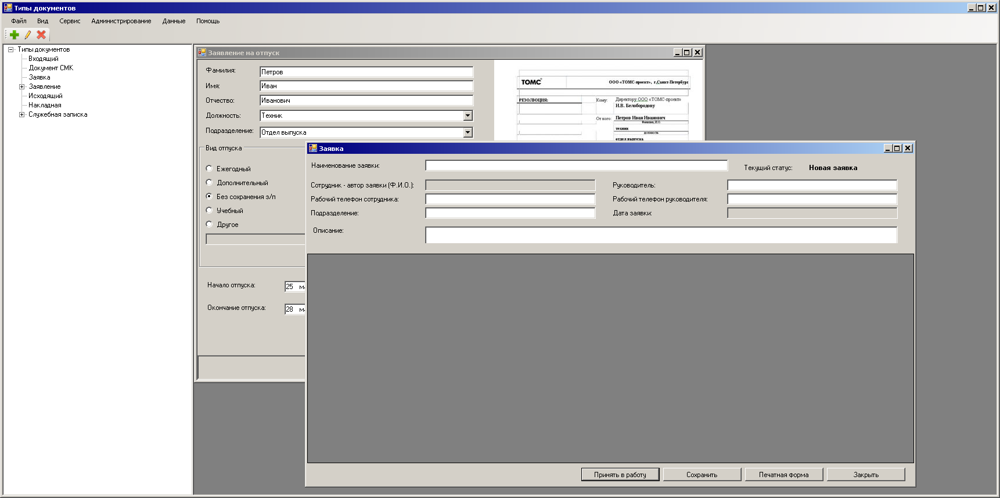 Типы документов
Файл Вид Сервис Администрирование Данные Помощь
Типы документов
Входящий
Документ СМК
Заявка
Заявление
Исходящий
Накладная
Служебная записка
Заявление на отпуск
Фамилия: Петров
Имя: Иван
Отчество: Иванович
Должность: Техник
Подразделение: Отдел выпуска
Вид отпуска
Ежегодный
Дополнительный
Без сохранения з/п
Учебный
Другое
Начало отпуска: 25
Окончание отпуска: 28
ТОМС ООО «ТОМС-проект», г.Санкт-Петербург
РЕЗОЛЮЦИЯ: Кому: Директору ООО «ТОМС-проект»
И.В. Белобородову
От кого: Петров Иван Иванович
Фамилия, И.О.
техник
должность
отдел выпуска
Заявка
Наименование заявки: Текущий статус: Новая заявка
Сотрудник - автор заявки (Ф.И.О.): Руководитель:
Рабочий телефон сотрудника: Рабочий телефон руководителя:
Подразделение: Дата заявки:
Описание:
Принять в работу Сохранить Печатная форма Закрыть